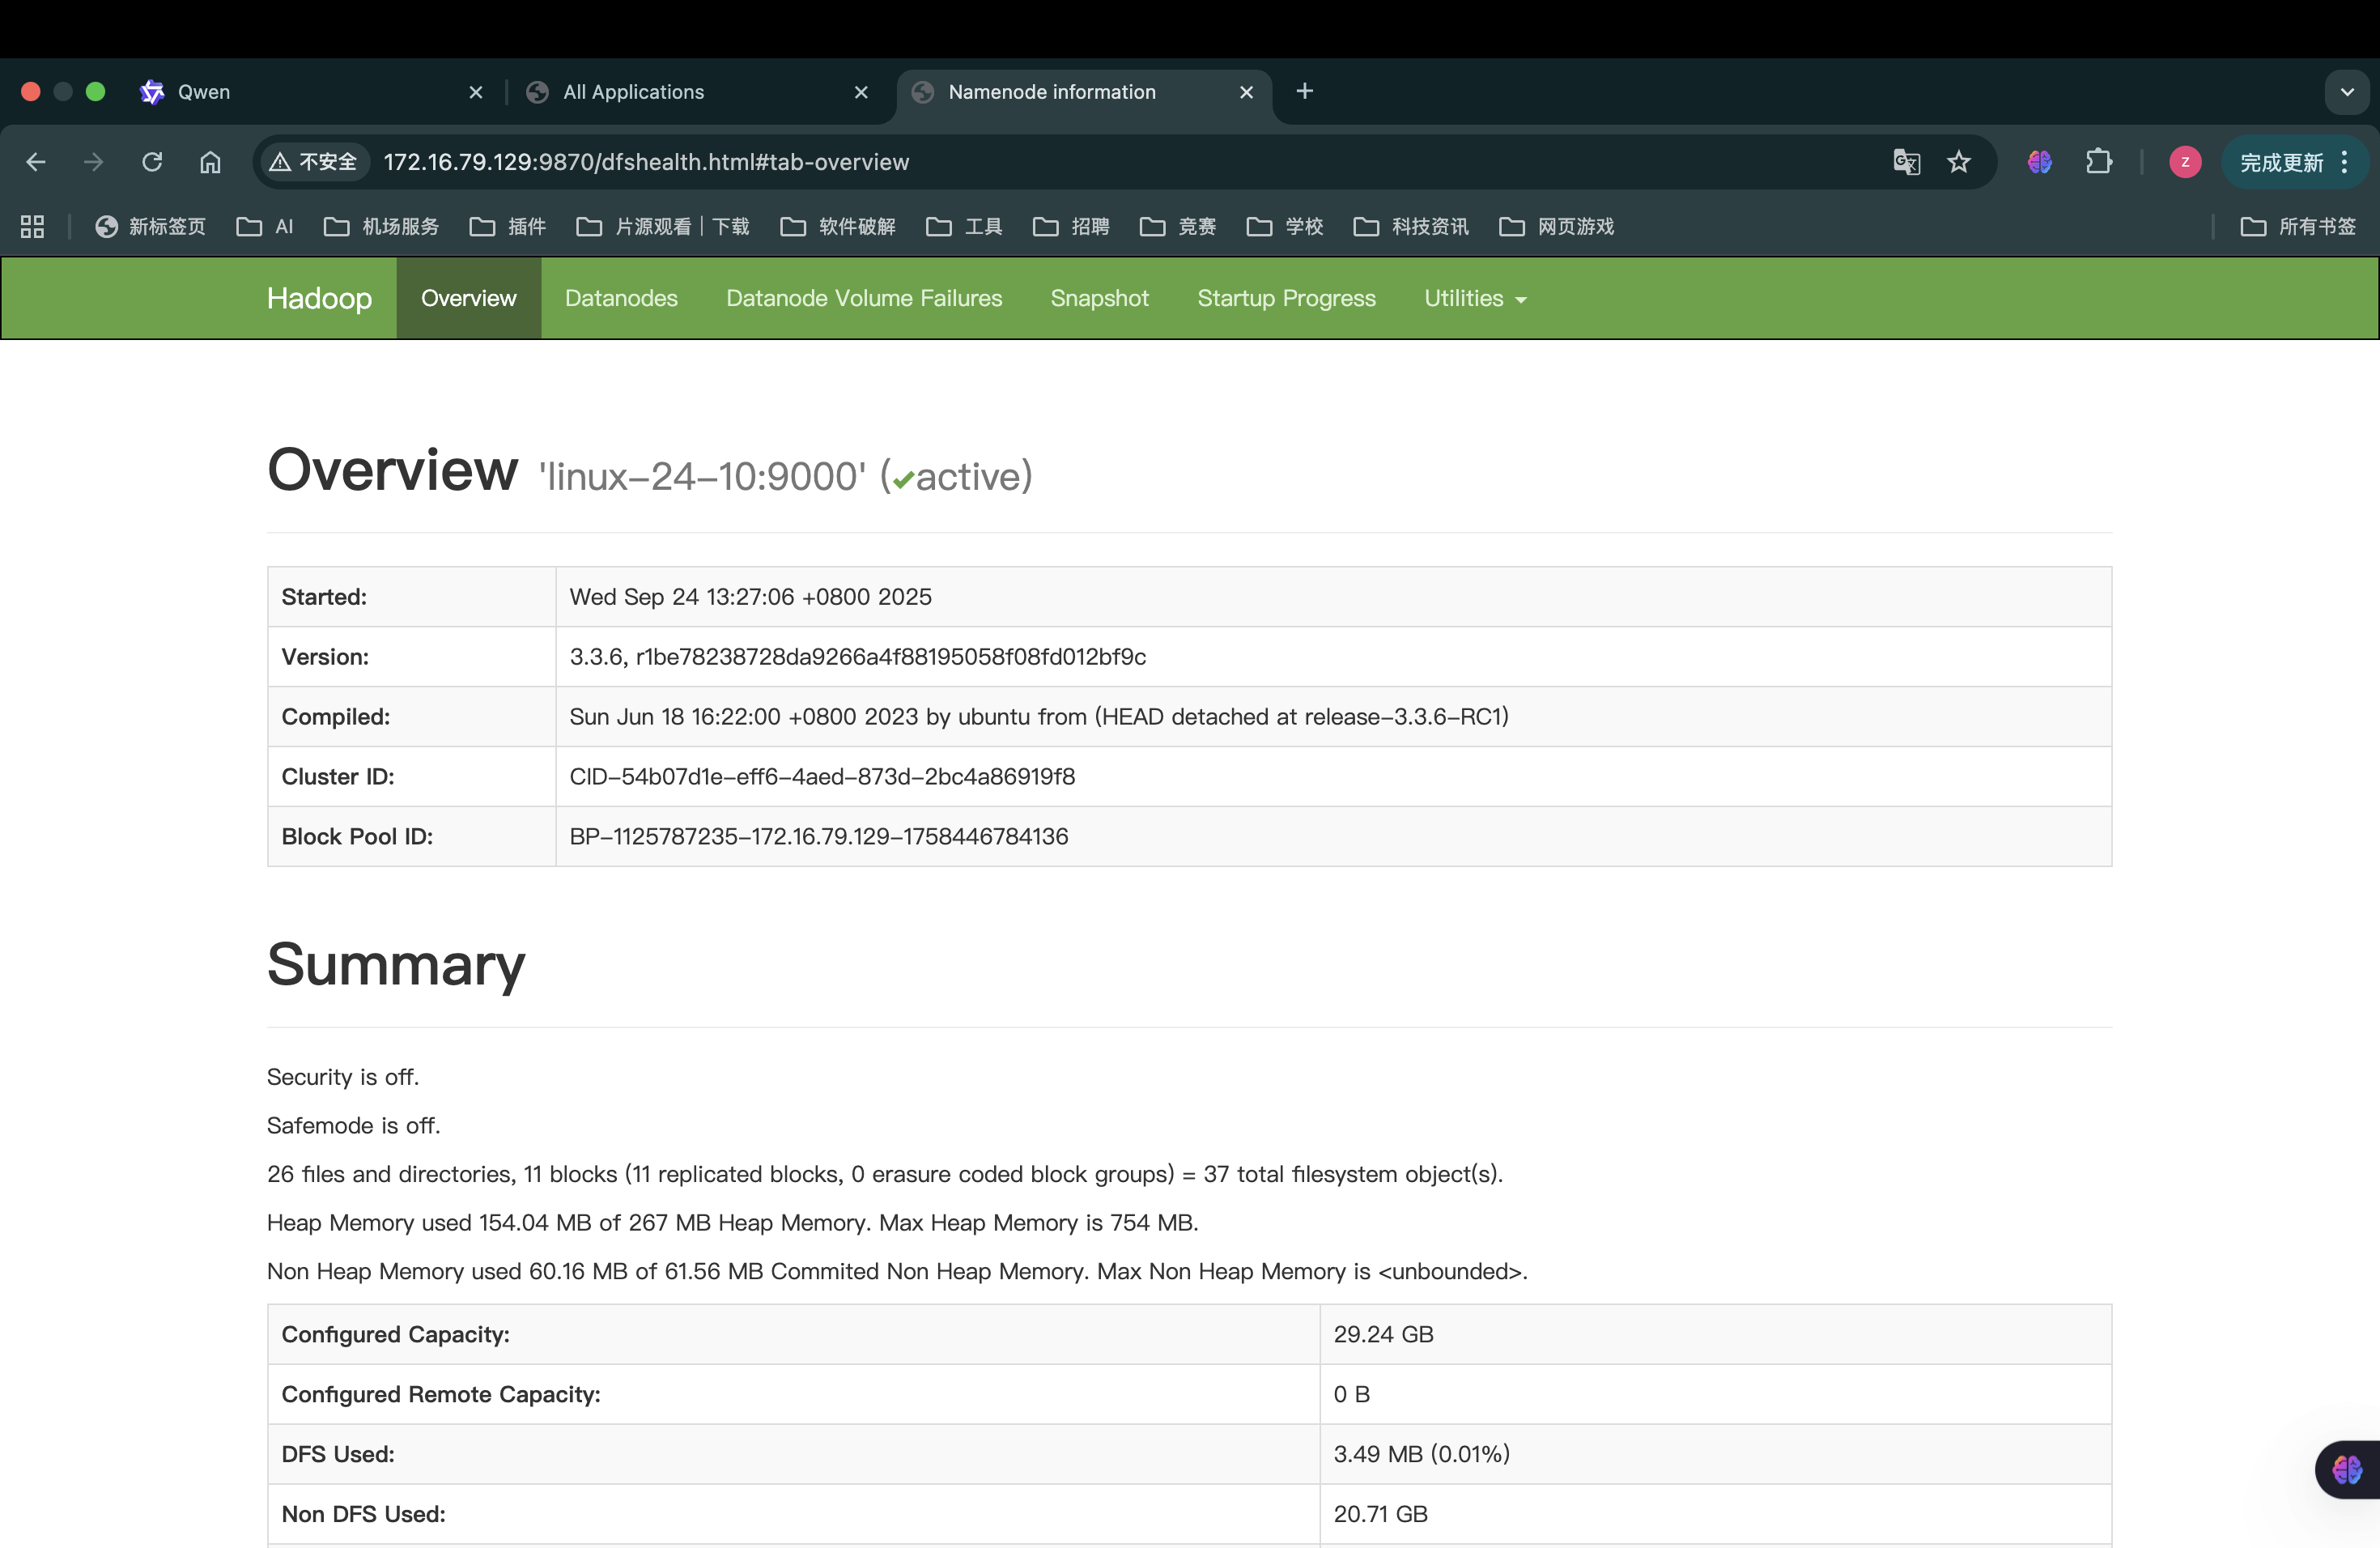 Qwen
All Applications
Namenode information
不安全
172.16.79.129:9870/dfshealth.html#tab-overview
z
完成更新
新标签页
AI
机场服务
插件
片源观看｜下载
软件破解
工具
招聘
竞赛
学校
科技资讯
网页游戏
所有书签
Hadoop
Overview
Datanodes
Datanode Volume Failures
Snapshot
Startup Progress
Utilities
Overview 'linux-24-10:9000' (✔active)
Started: Wed Sep 24 13:27:06 +0800 2025
Version: 3.3.6, r1be78238728da9266a4f88195058f08fd012bf9c
Compiled: Sun Jun 18 16:22:00 +0800 2023 by ubuntu from (HEAD detached at release-3.3.6-RC1)
Cluster ID: CID-54b07d1e-eff6-4aed-873d-2bc4a86919f8
Block Pool ID: BP-1125787235-172.16.79.129-1758446784136
Summary
Security is off.
Safemode is off.
26 files and directories, 11 blocks (11 replicated blocks, 0 erasure coded block groups) = 37 total filesystem object(s).
Heap Memory used 154.04 MB of 267 MB Heap Memory. Max Heap Memory is 754 MB.
Non Heap Memory used 60.16 MB of 61.56 MB Commited Non Heap Memory. Max Non Heap Memory is <unbounded>.
Configured Capacity: 29.24 GB
Configured Remote Capacity: 0 B
DFS Used: 3.49 MB (0.01%)
Non DFS Used: 20.71 GB